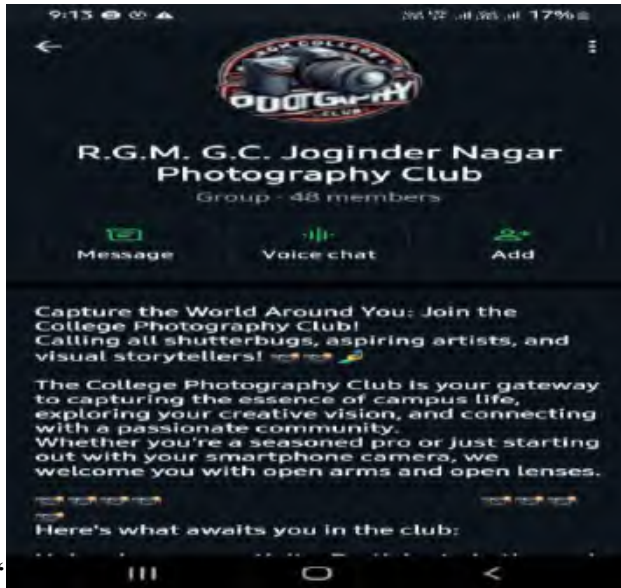 9:13
17%
R.G.M. G.C. Joginder Nagar
Photography Club
Group · 48 members
Message
Voice chat
Add
Capture the World Around You: Join the
College Photography Club!
Calling all shutterbugs, aspiring artists, and
visual storytellers!
The College Photography Club is your gateway
to capturing the essence of campus life,
exploring your creative vision, and connecting
with a passionate community.
Whether you're a seasoned pro or just starting
out with your smartphone camera, we
welcome you with open arms and open lenses.
Here's what awaits you in the club: